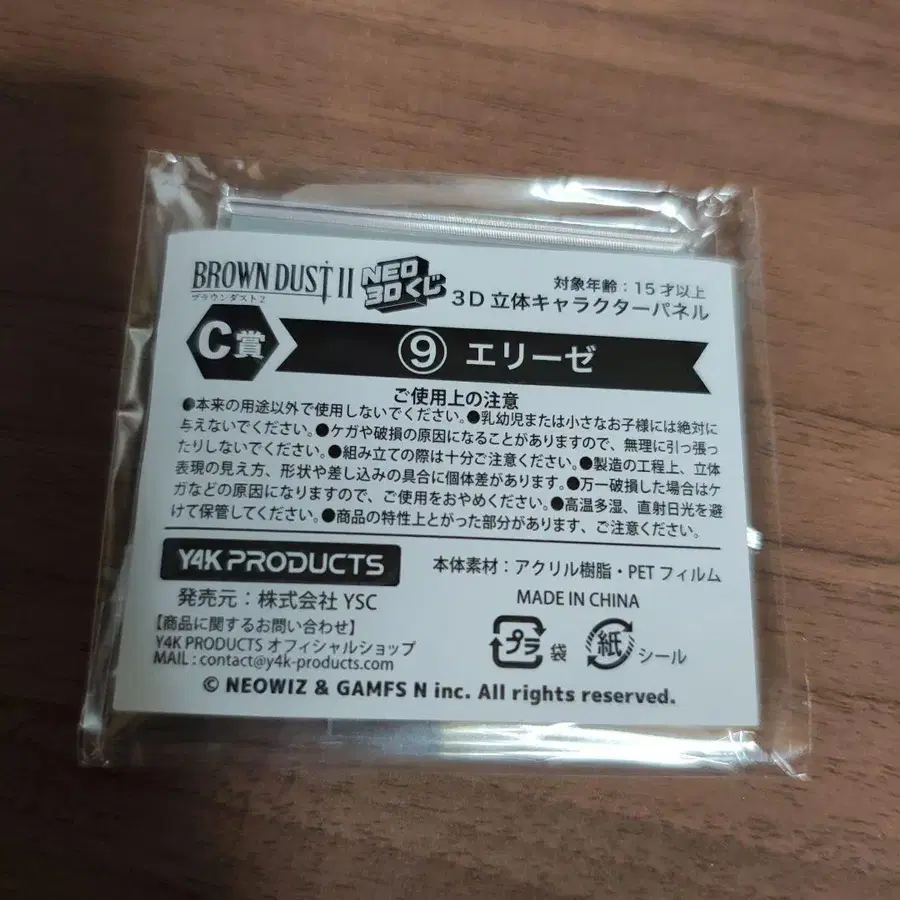 BROWN DUST II
ブラウンダスト2
NEO
3Dくじ
対象年齢：15才以上
3D立体キャラクターパネル
C賞
⑨ エリーゼ
ご使用上の注意
●本来の用途以外で使用しないでください。●乳幼児または小さなお子様には絶対に
与えないでください。●ケガや破損の原因になることがありますので、無理に引っ張っ
たりしないでください。●組み立ての際は十分ご注意ください。●製造の工程上、立体
表現の見え方、形状や差し込みの具合に個体差があります。●万一破損した場合はケ
ガなどの原因になりますので、ご使用をおやめください。●高温多湿、直射日光を避
けて保管してください。●商品の特性上とがった部分があります、ご注意ください。
Y4K PRODUCTS
本体素材：アクリル樹脂・PETフィルム
発売元：株式会社YSC
MADE IN CHINA
【商品に関するお問い合わせ】
Y4K PRODUCTS オフィシャルショップ
MAIL : contact@y4k-products.com
プラ 袋
紙 シール
© NEOWIZ & GAMFS N inc. All rights reserved.